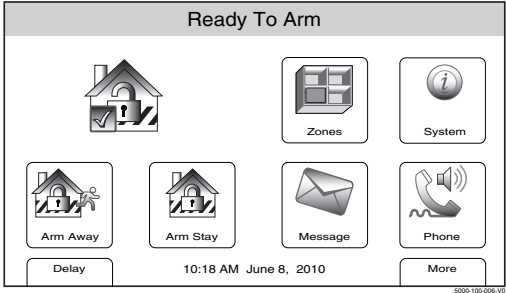 Ready To Arm
i
Zones
System
Arm Away
Arm Stay
Message
Phone
Delay
10:18 AM June 8, 2010
More
5000-100-006-V0